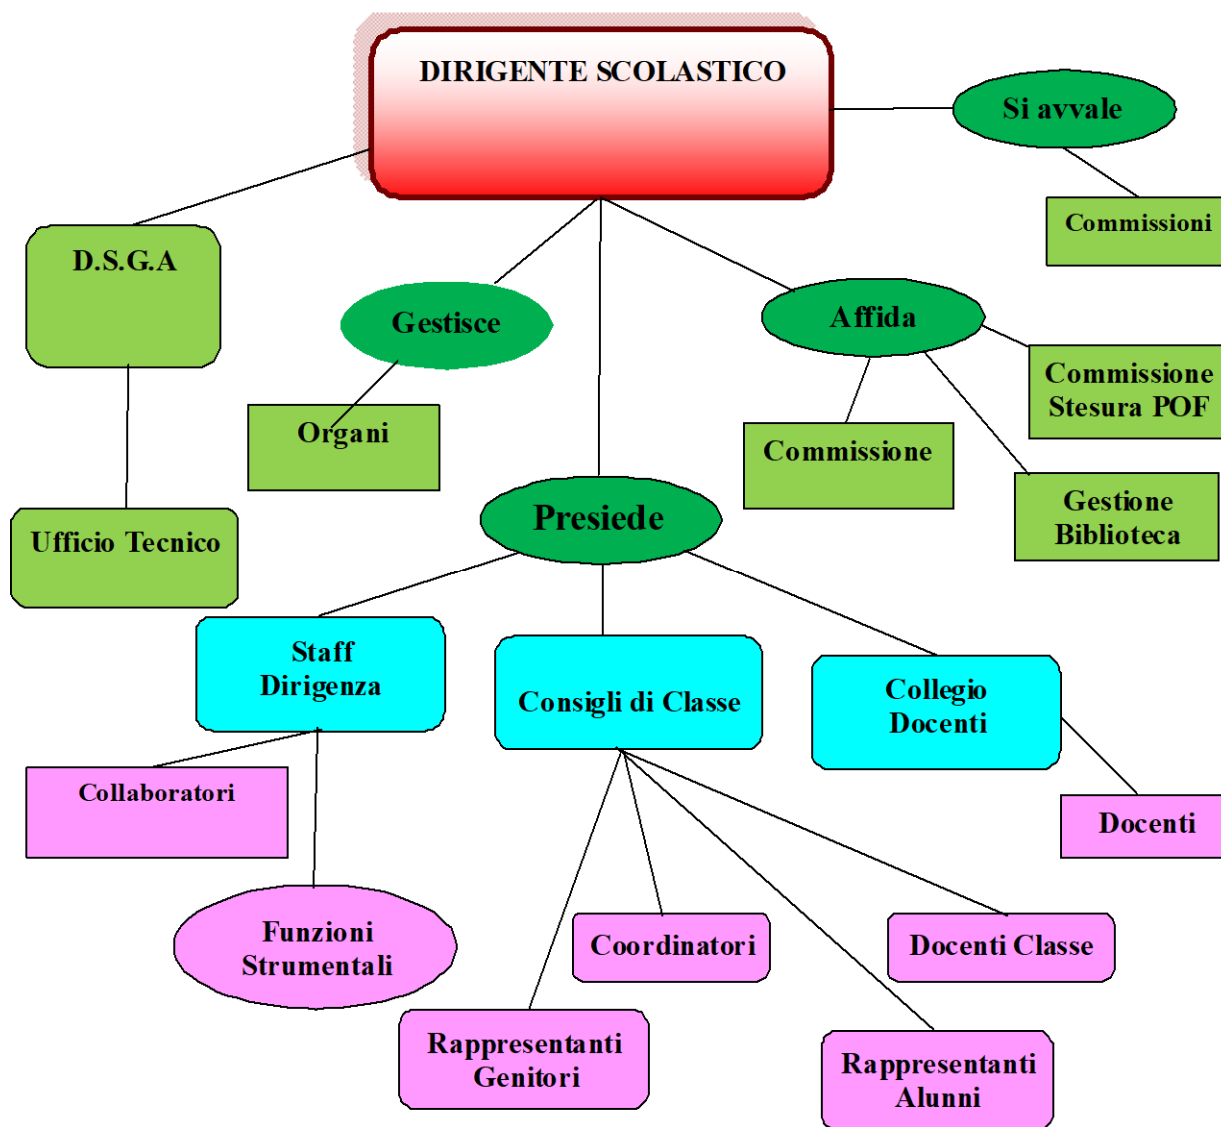 DIRIGENTE SCOLASTICO
Si avvale
Commissioni
D.S.G.A
Gestisce
Affida
Commissione
Stesura POF
Organi
Commissione
Gestione
Biblioteca
Presiede
Ufficio Tecnico
Staff
Dirigenza
Consigli di Classe
Collegio
Docenti
Collaboratori
Docenti
Funzioni
Strumentali
Coordinatori
Docenti Classe
Rappresentanti
Genitori
Rappresentanti
Alunni